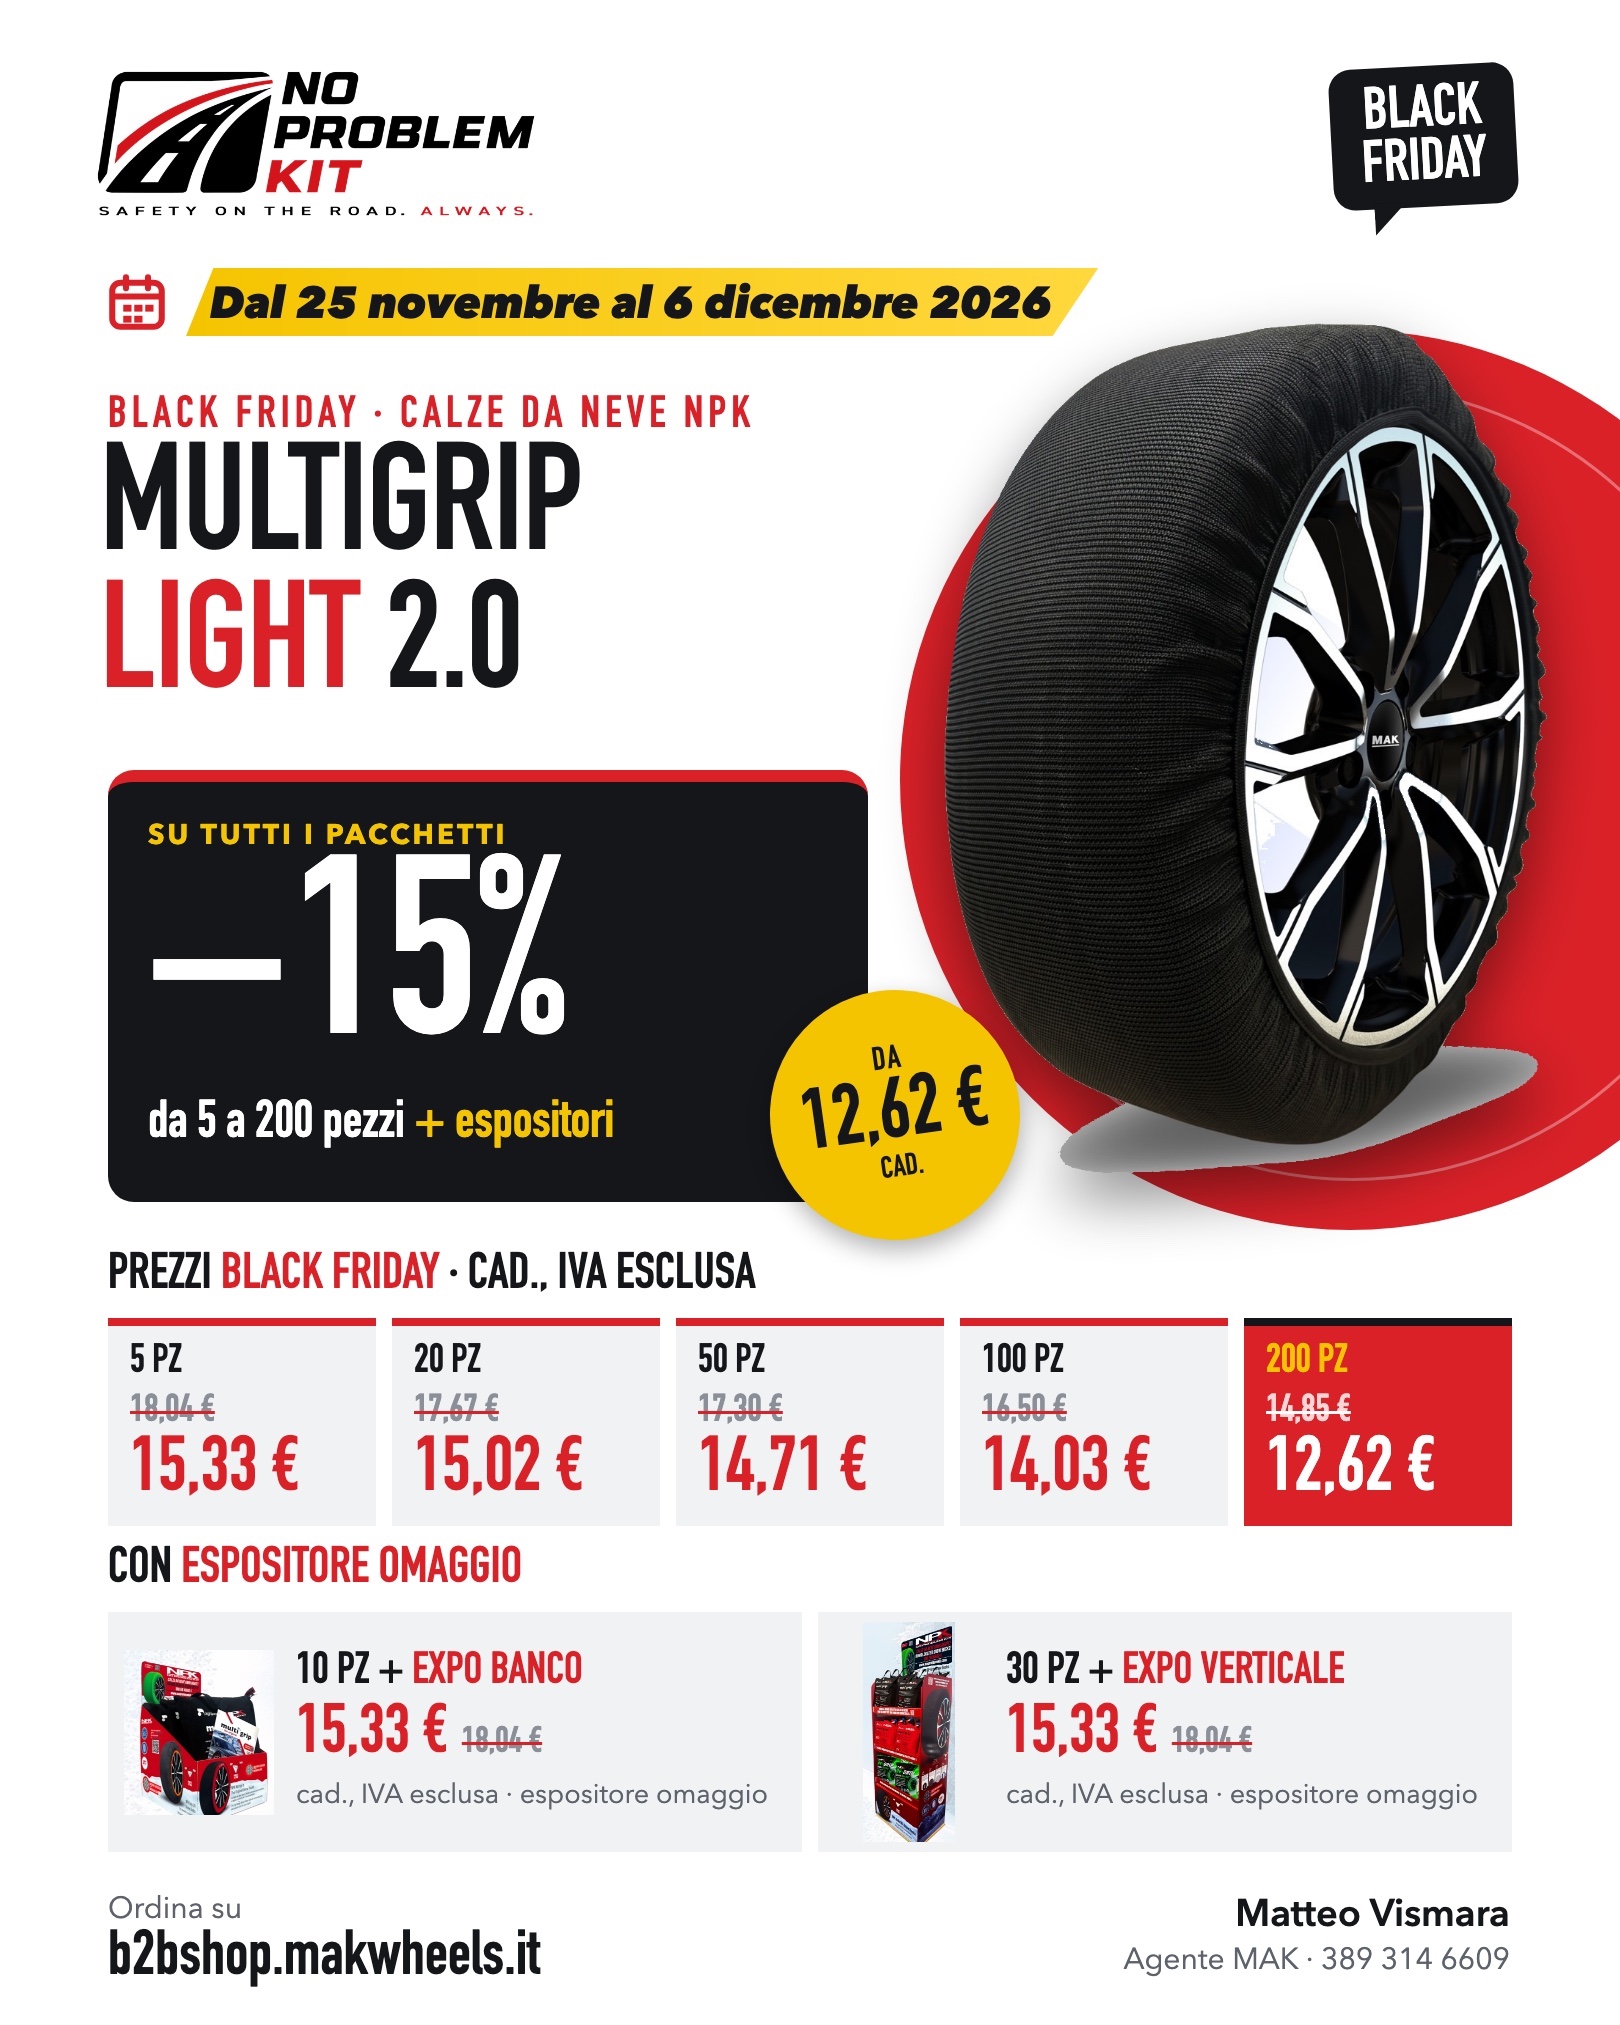 NO
PROBLEM
KIT
SAFETY ON THE ROAD. ALWAYS.
BLACK
FRIDAY
Dal 25 novembre al 6 dicembre 2026
BLACK FRIDAY · CALZE DA NEVE NPK
MULTIGRIP
LIGHT 2.0
MAK
SU TUTTI I PACCHETTI
–15%
da 5 a 200 pezzi + espositori
DA
12,62 €
CAD.
PREZZI BLACK FRIDAY · CAD., IVA ESCLUSA
5 PZ
18,04 €
15,33 €
20 PZ
17,67 €
15,02 €
50 PZ
17,30 €
14,71 €
100 PZ
16,50 €
14,03 €
200 PZ
14,85 €
12,62 €
CON ESPOSITORE OMAGGIO
NPK
multi grip
10 PZ + EXPO BANCO
15,33 € 18,04 €
cad., IVA esclusa · espositore omaggio
NPK
30 PZ + EXPO VERTICALE
15,33 € 18,04 €
cad., IVA esclusa · espositore omaggio
Ordina su
b2bshop.makwheels.it
Matteo Vismara
Agente MAK · 389 314 6609